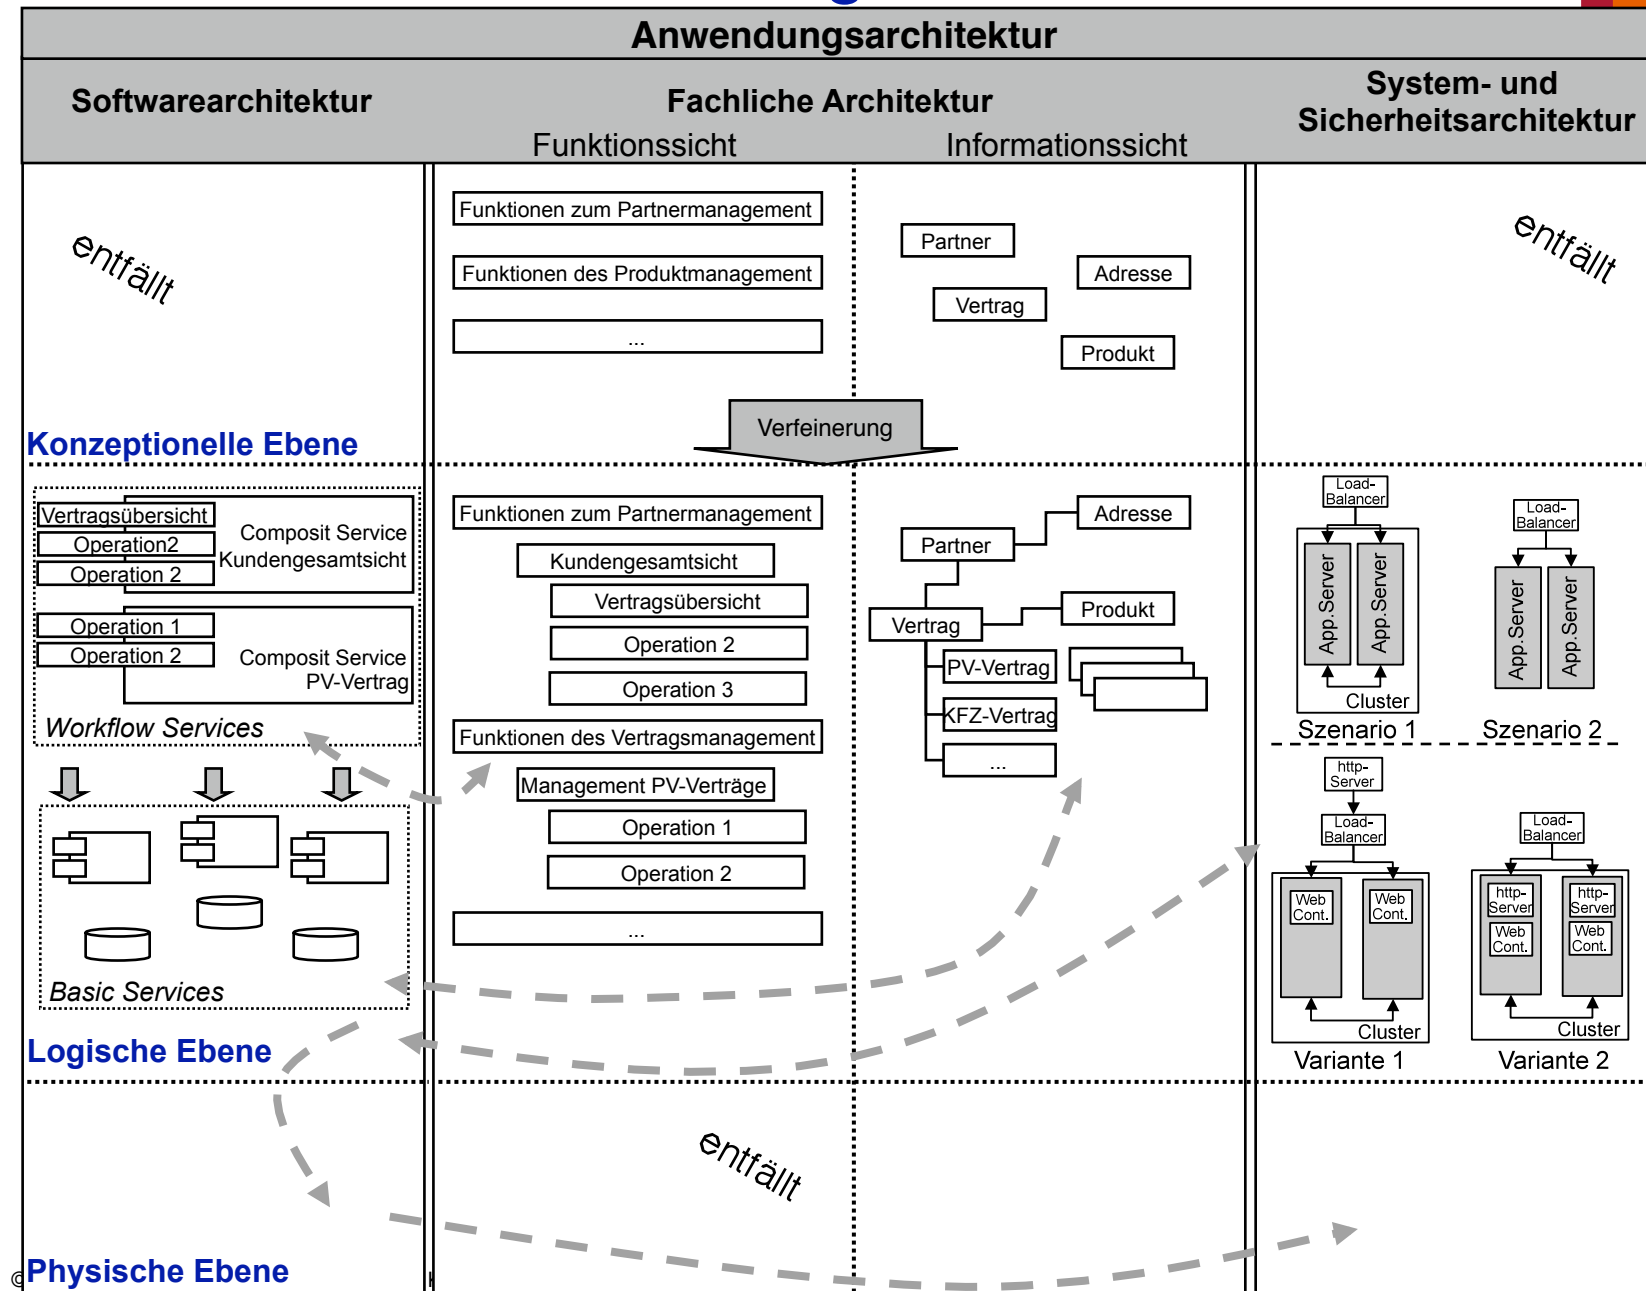 Anwendungsarchitektur
Softwarearchitektur
Fachliche Architektur
System- und
Sicherheitsarchitektur
Funktionssicht
Informationssicht
entfällt
Funktionen zum Partnermanagement
Funktionen des Produktmanagement
...
Partner
Adresse
Vertrag
Produkt
entfällt
Verfeinerung
Konzeptionelle Ebene
Vertragsübersicht
Operation2
Operation 2
Composit Service
Kundengesamtsicht
Operation 1
Operation 2
Composit Service
PV-Vertrag
Workflow Services
Basic Services
Funktionen zum Partnermanagement
Kundengesamtsicht
Vertragsübersicht
Operation 2
Operation 3
Funktionen des Vertragsmanagement
Management PV-Verträge
Operation 1
Operation 2
...
Adresse
Partner
Produkt
Vertrag
PV-Vertrag
KFZ-Vertrag
...
Load-
Balancer
App.Server
App.Server
Cluster
Szenario 1
Load-
Balancer
App.Server
App.Server
Szenario 2
http-
Server
Load-
Balancer
Web
Cont.
Web
Cont.
Cluster
Variante 1
Load-
Balancer
http-
Server
Web
Cont.
http-
Server
Web
Cont.
Cluster
Variante 2
Logische Ebene
entfällt
©
Physische Ebene